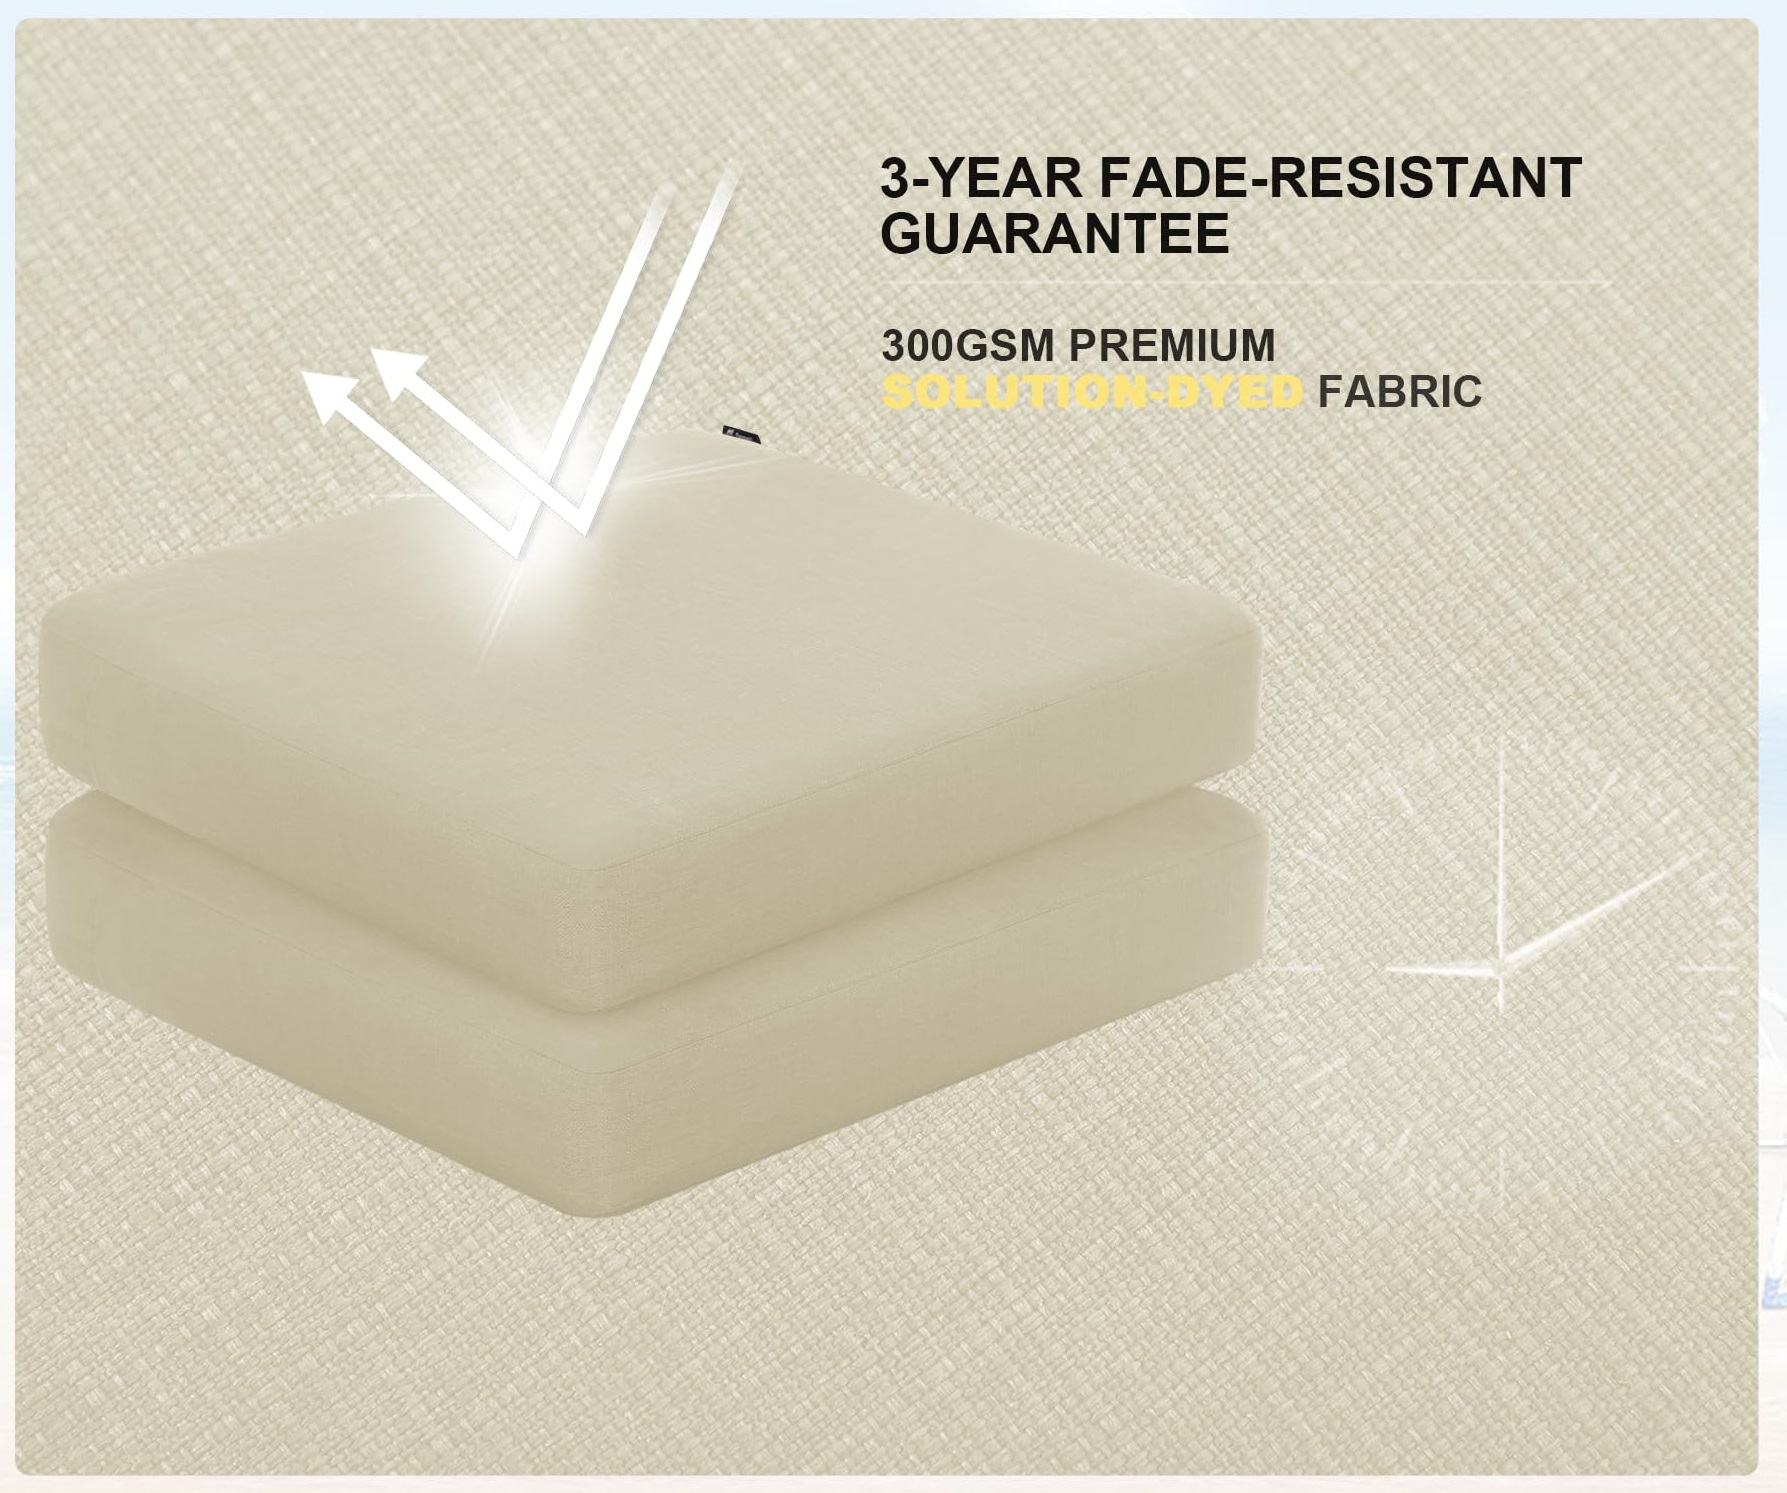 3-YEAR FADE-RESISTANT
GUARANTEE
300GSM PREMIUM
SOLUTION-DYED FABRIC